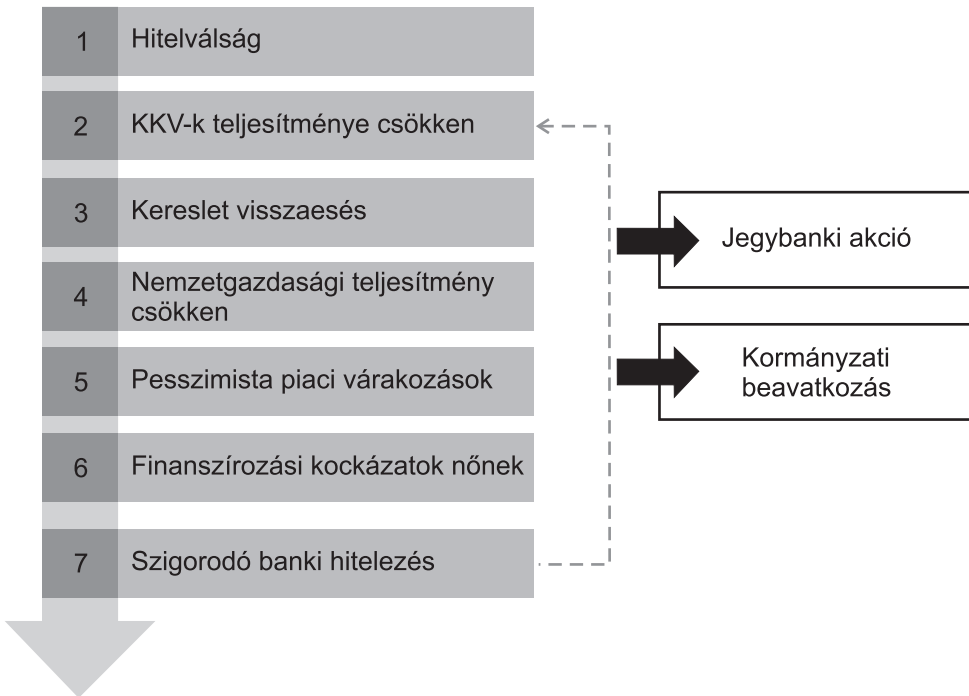 1 Hitelválság
2 KKV-k teljesítménye csökken
3 Kereslet visszaesés
4 Nemzetgazdasági teljesítmény
csökken
5 Pesszimista piaci várakozások
6 Finanszírozási kockázatok nőnek
7 Szigorodó banki hitelezés
Jegybanki akció
Kormányzati
beavatkozás